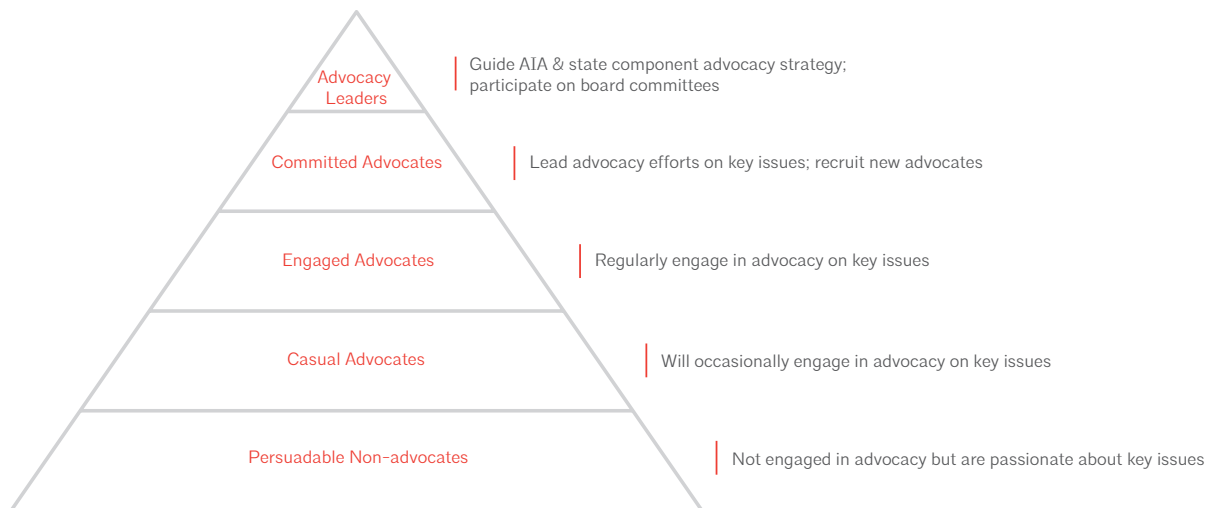 Advocacy
Leaders
Guide AIA & state component advocacy strategy;
participate on board committees
Committed Advocates
Lead advocacy efforts on key issues; recruit new advocates
Engaged Advocates
Regularly engage in advocacy on key issues
Casual Advocates
Will occasionally engage in advocacy on key issues
Persuadable Non-advocates
Not engaged in advocacy but are passionate about key issues